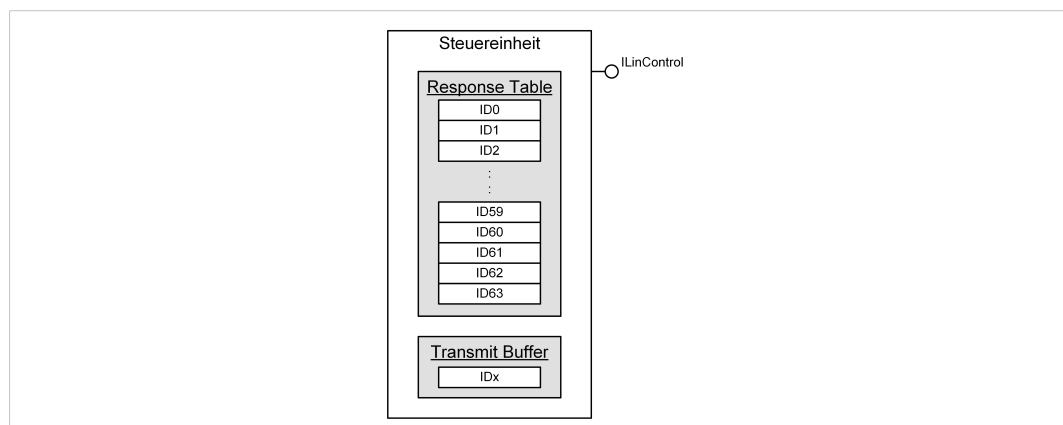 Steuereinheit
ILinControl
Response Table
ID0
ID1
ID2
:
:
ID59
ID60
ID61
ID62
ID63
Transmit Buffer
IDx